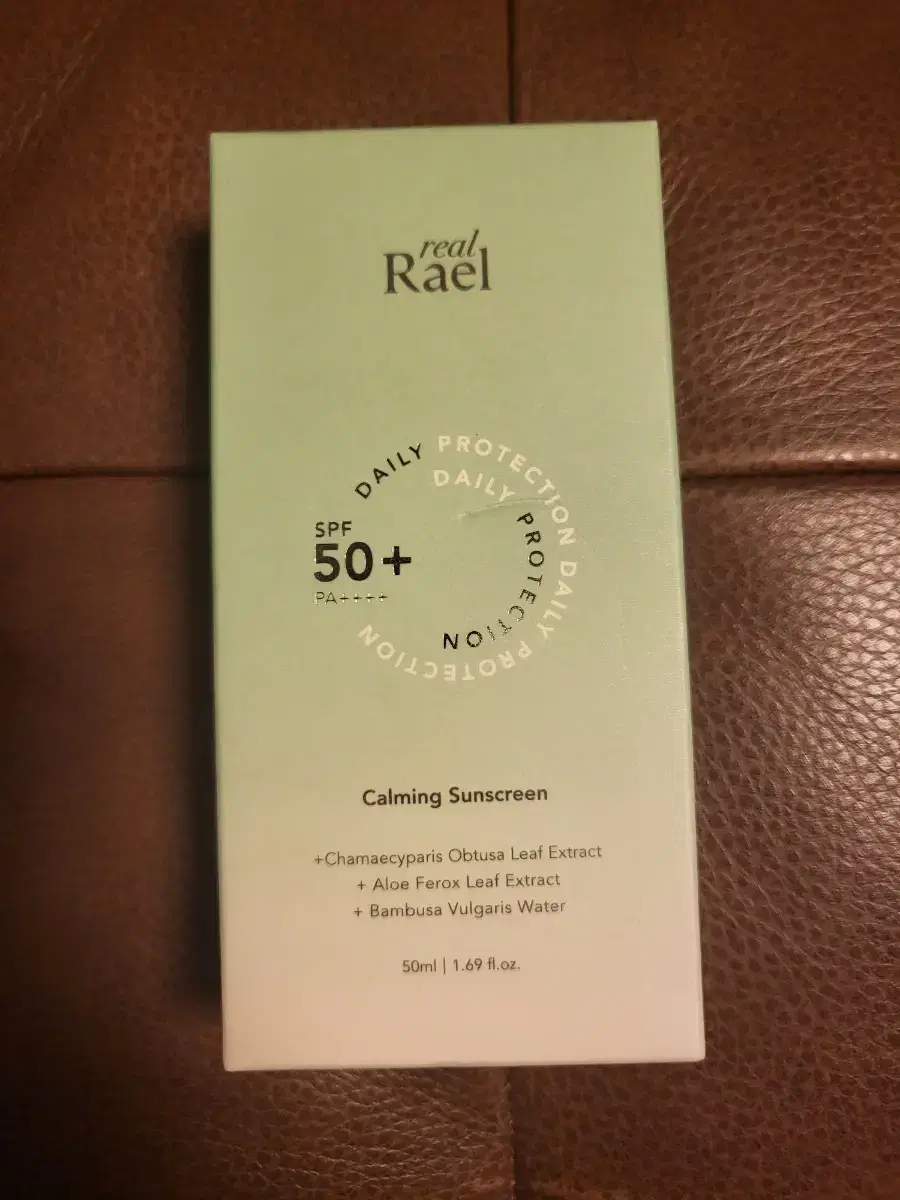 real
Rael
DAILY PROTECTION DAILY PROTECTION
DAILY PROTECTION
SPF
50+
PA++++
Calming Sunscreen
+Chamaecyparis Obtusa Leaf Extract
+ Aloe Ferox Leaf Extract
+ Bambusa Vulgaris Water
50ml | 1.69 fl.oz.